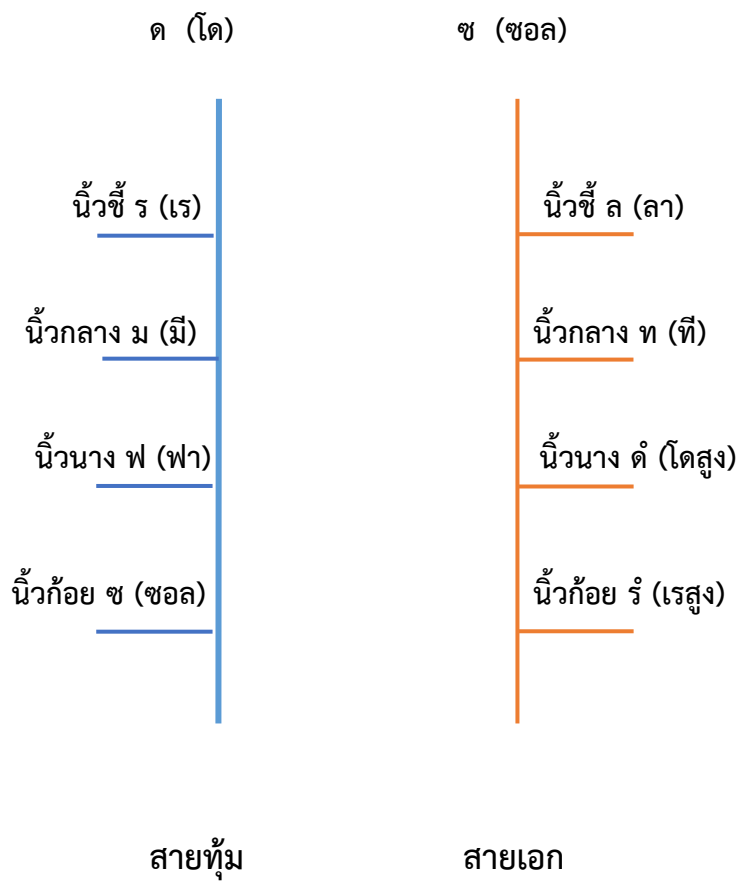 ด (โด)
ซ (ซอล)
นิ้วชี้ ร (เร)
นิ้วชี้ ล (ลา)
นิ้วกลาง ม (มี)
นิ้วกลาง ท (ที)
นิ้วนาง ฟ (ฟา)
นิ้วนาง ดํ (โดสูง)
นิ้วก้อย ซ (ซอล)
นิ้วก้อย รํ (เรสูง)
สายทุ้ม
สายเอก